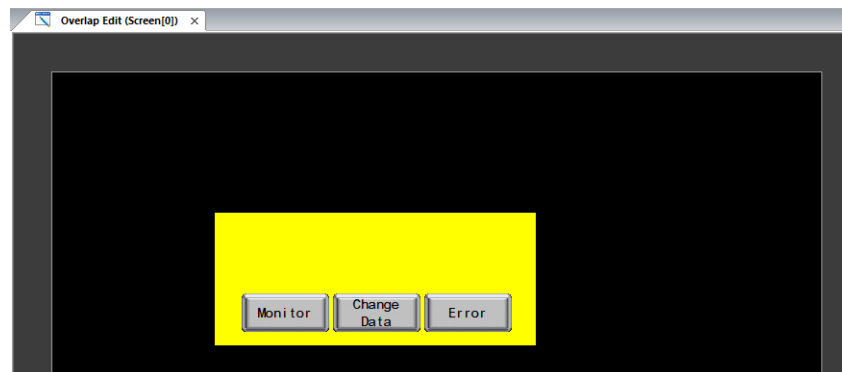 Overlap Edit (Screen[0]) ×
Monitor
Change
Data
Error